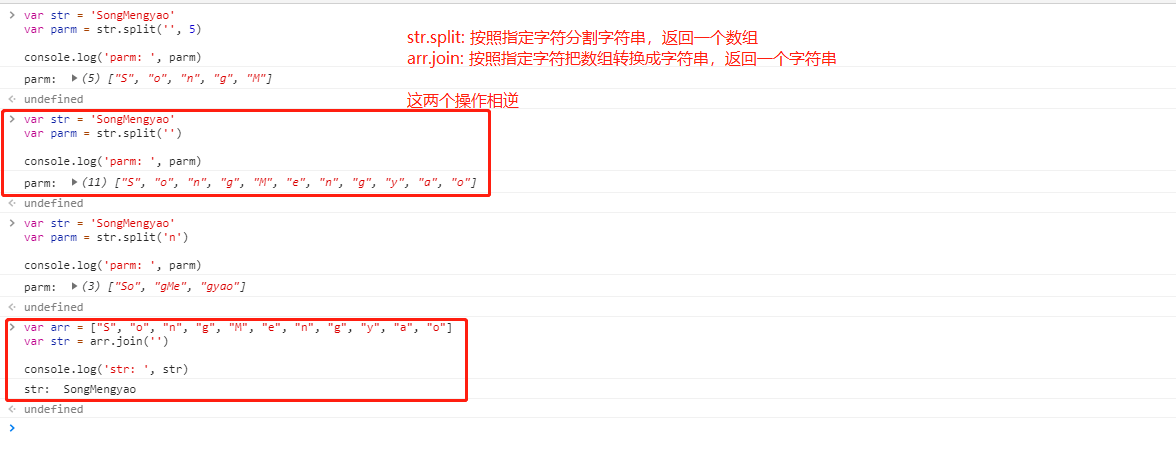 > var str = 'SongMengyao'
var parm = str.split('', 5)
str.split: 按照指定字符分割字符串，返回一个数组
arr.join: 按照指定字符把数组转换成字符串，返回一个字符串
console.log('parm: ', parm)
parm: ▶(5) ["S", "o", "n", "g", "M"]
这两个操作相逆
<· undefined
> var str = 'SongMengyao'
var parm = str.split('')
console.log('parm: ', parm)
parm: ▶(11) ["S", "o", "n", "g", "M", "e", "n", "g", "y", "a", "o"]
<· undefined
> var str = 'SongMengyao'
var parm = str.split('n')
console.log('parm: ', parm)
parm: ▶(3) ["So", "gMe", "gyao"]
<· undefined
> var arr = ["S", "o", "n", "g", "M", "e", "n", "g", "y", "a", "o"]
var str = arr.join('')
console.log('str: ', str)
str: SongMengyao
<· undefined
>